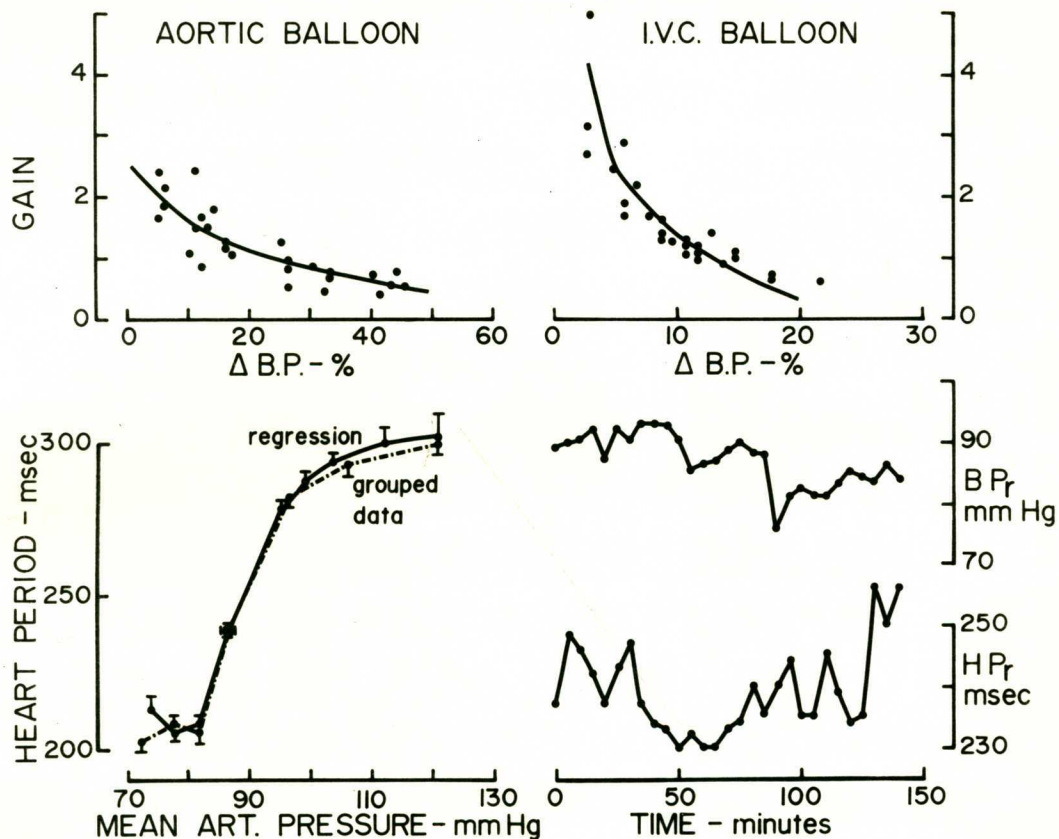 AORTIC BALLOON
I.V.C. BALLOON
GAIN
4
2
0
0 20 40 60
Δ B.P. - %
4
2
0
0 10 20 30
Δ B.P. - %
HEART PERIOD - msec
300
250
200
regression
grouped
data
70 90 110 130
MEAN ART. PRESSURE - mm Hg
90
B Pr
mm Hg
70
250
H Pr
msec
230
0 50 100 150
TIME - minutes